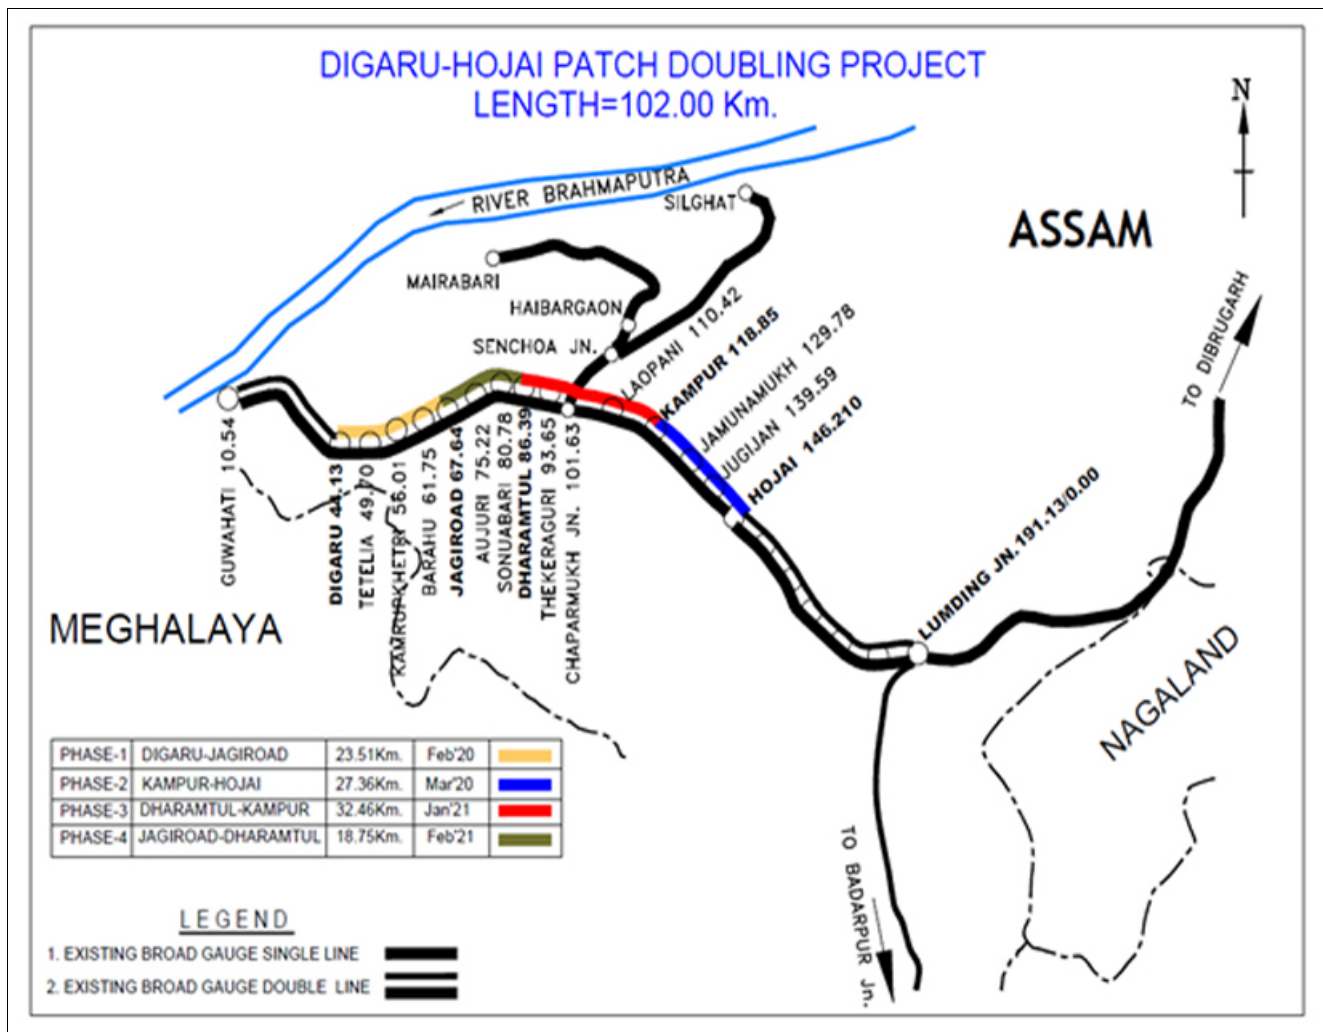 DIGARU-HOJAI PATCH DOUBLING PROJECT
LENGTH=102.00 Km.
N
RIVER BRAHMAPUTRA
SILGHAT
ASSAM
MAIRABARI
HAIBARGAON
SENCHOA JN.
LAOPANI 110.42
KAMPUR 118.85
JAMUNAMUKH 129.78
JUGIJAN 139.59
HOJAI 146.210
TO DIBRUGARH
GUWAHATI 10.54
DIGARU 44.13
TETELIA 49.70
KAMRUPKHETRI 56.01
BARAHU 61.75
JAGIROAD 67.64
AUJURI 75.22
SONUABARI 80.78
DHARAMTUL 86.39
THEKERAGURI 93.65
CHAPARMUKH JN. 101.63
LUMDING JN.191.13/0.00
MEGHALAYA
NAGALAND
PHASE-1 DIGARU-JAGIROAD 23.51Km. Feb'20
PHASE-2 KAMPUR-HOJAI 27.36Km. Mar'20
PHASE-3 DHARAMTUL-KAMPUR 32.46Km. Jan'21
PHASE-4 JAGIROAD-DHARAMTUL 18.75Km. Feb'21
TO BADARPUR Jn.
LEGEND
1. EXISTING BROAD GAUGE SINGLE LINE
2. EXISTING BROAD GAUGE DOUBLE LINE